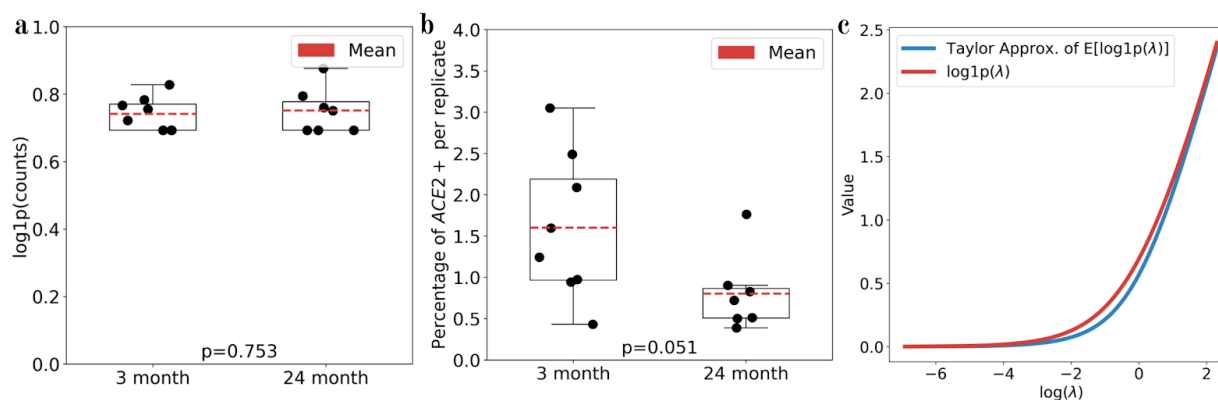 a
log1p(counts)
1.0
0.8
0.6
0.4
0.2
0.0
Mean
p=0.753
3 month
24 month
b
Percentage of ACE2 + per replicate
4.0
3.5
3.0
2.5
2.0
1.5
1.0
0.5
0.0
Mean
p=0.051
3 month
24 month
c
Value
2.5
2.0
1.5
1.0
0.5
0.0
Taylor Approx. of E[log1p(λ)]
log1p(λ)
−6
−4
−2
0
2
log(λ)